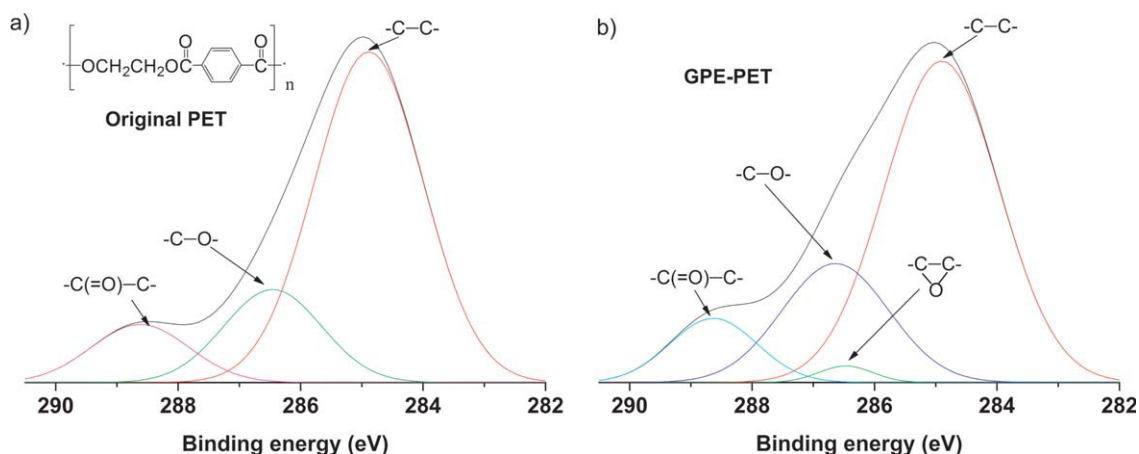 a)
O
O
-OCH₂CH₂OC
C-
n
Original PET
-C-C-
-C-O-
-C(=O)-C-
290
288
286
284
282
Binding energy (eV)
b)
GPE-PET
-C-C-
-C-O-
-C-C-
O
-C(=O)-C-
290
288
286
284
282
Binding energy (eV)